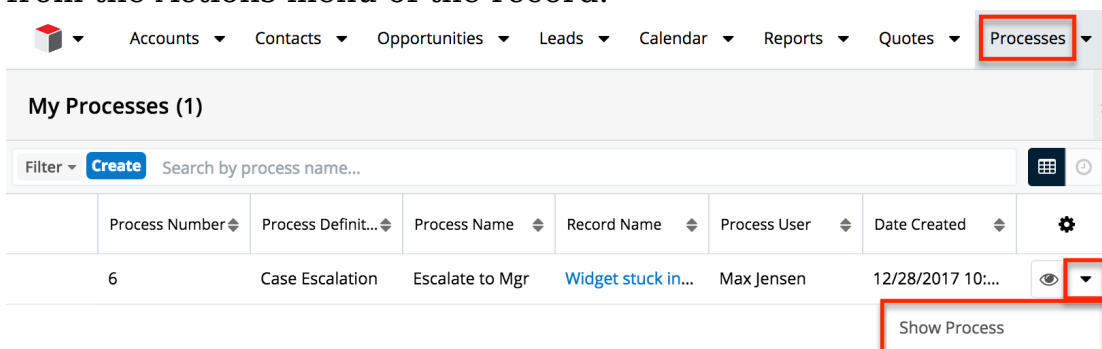 from the Actions menu of the record.
Accounts Contacts Opportunities Leads Calendar Reports Quotes Processes
My Processes (1)
Filter Create Search by process name...
Process Number Process Definit... Process Name Record Name Process User Date Created
6 Case Escalation Escalate to Mgr Widget stuck in... Max Jensen 12/28/2017 10:...
Show Process